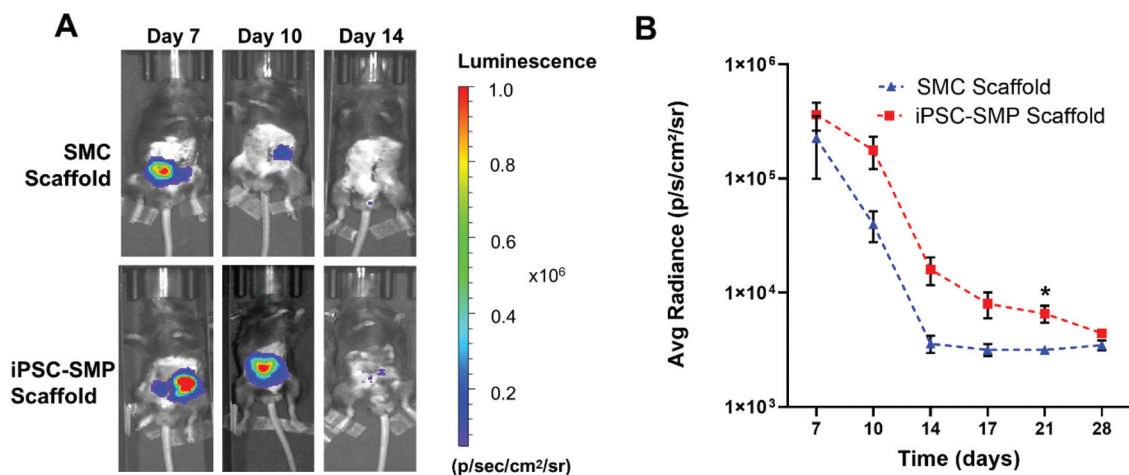 A
Day 7 Day 10 Day 14
SMC
Scaffold
iPSC-SMP
Scaffold
Luminescence
1.0
0.8
0.6
x10⁶
0.4
0.2
(p/sec/cm²/sr)
B
SMC Scaffold
iPSC-SMP Scaffold
Avg Radiance (p/s/cm²/sr)
1×10⁶
1×10⁵
1×10⁴
1×10³
*
7 10 14 17 21 28
Time (days)